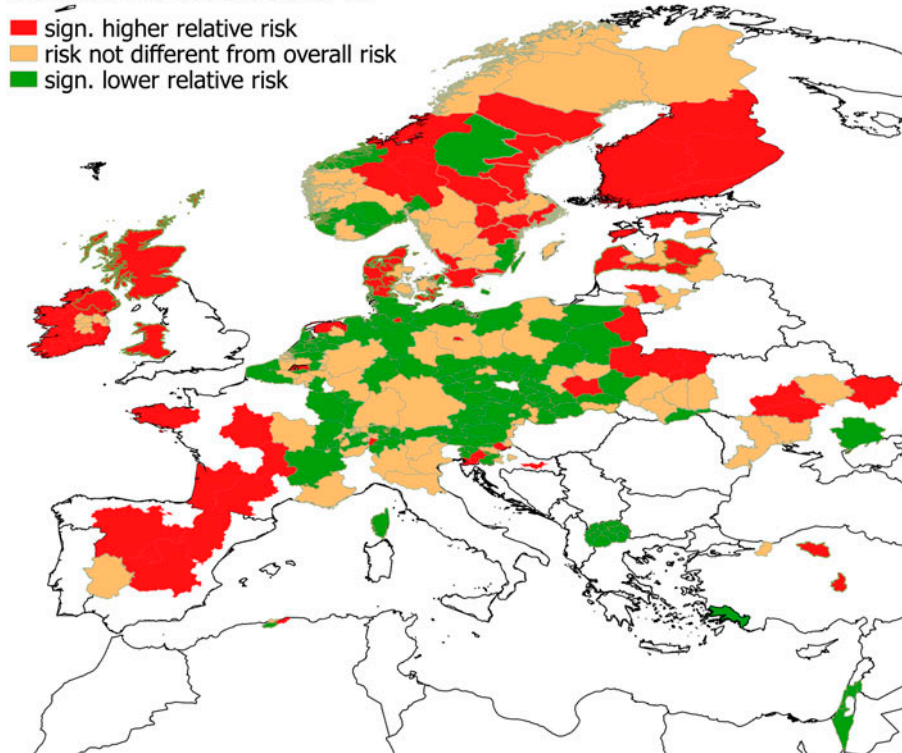 sign. higher relative risk
risk not different from overall risk
sign. lower relative risk